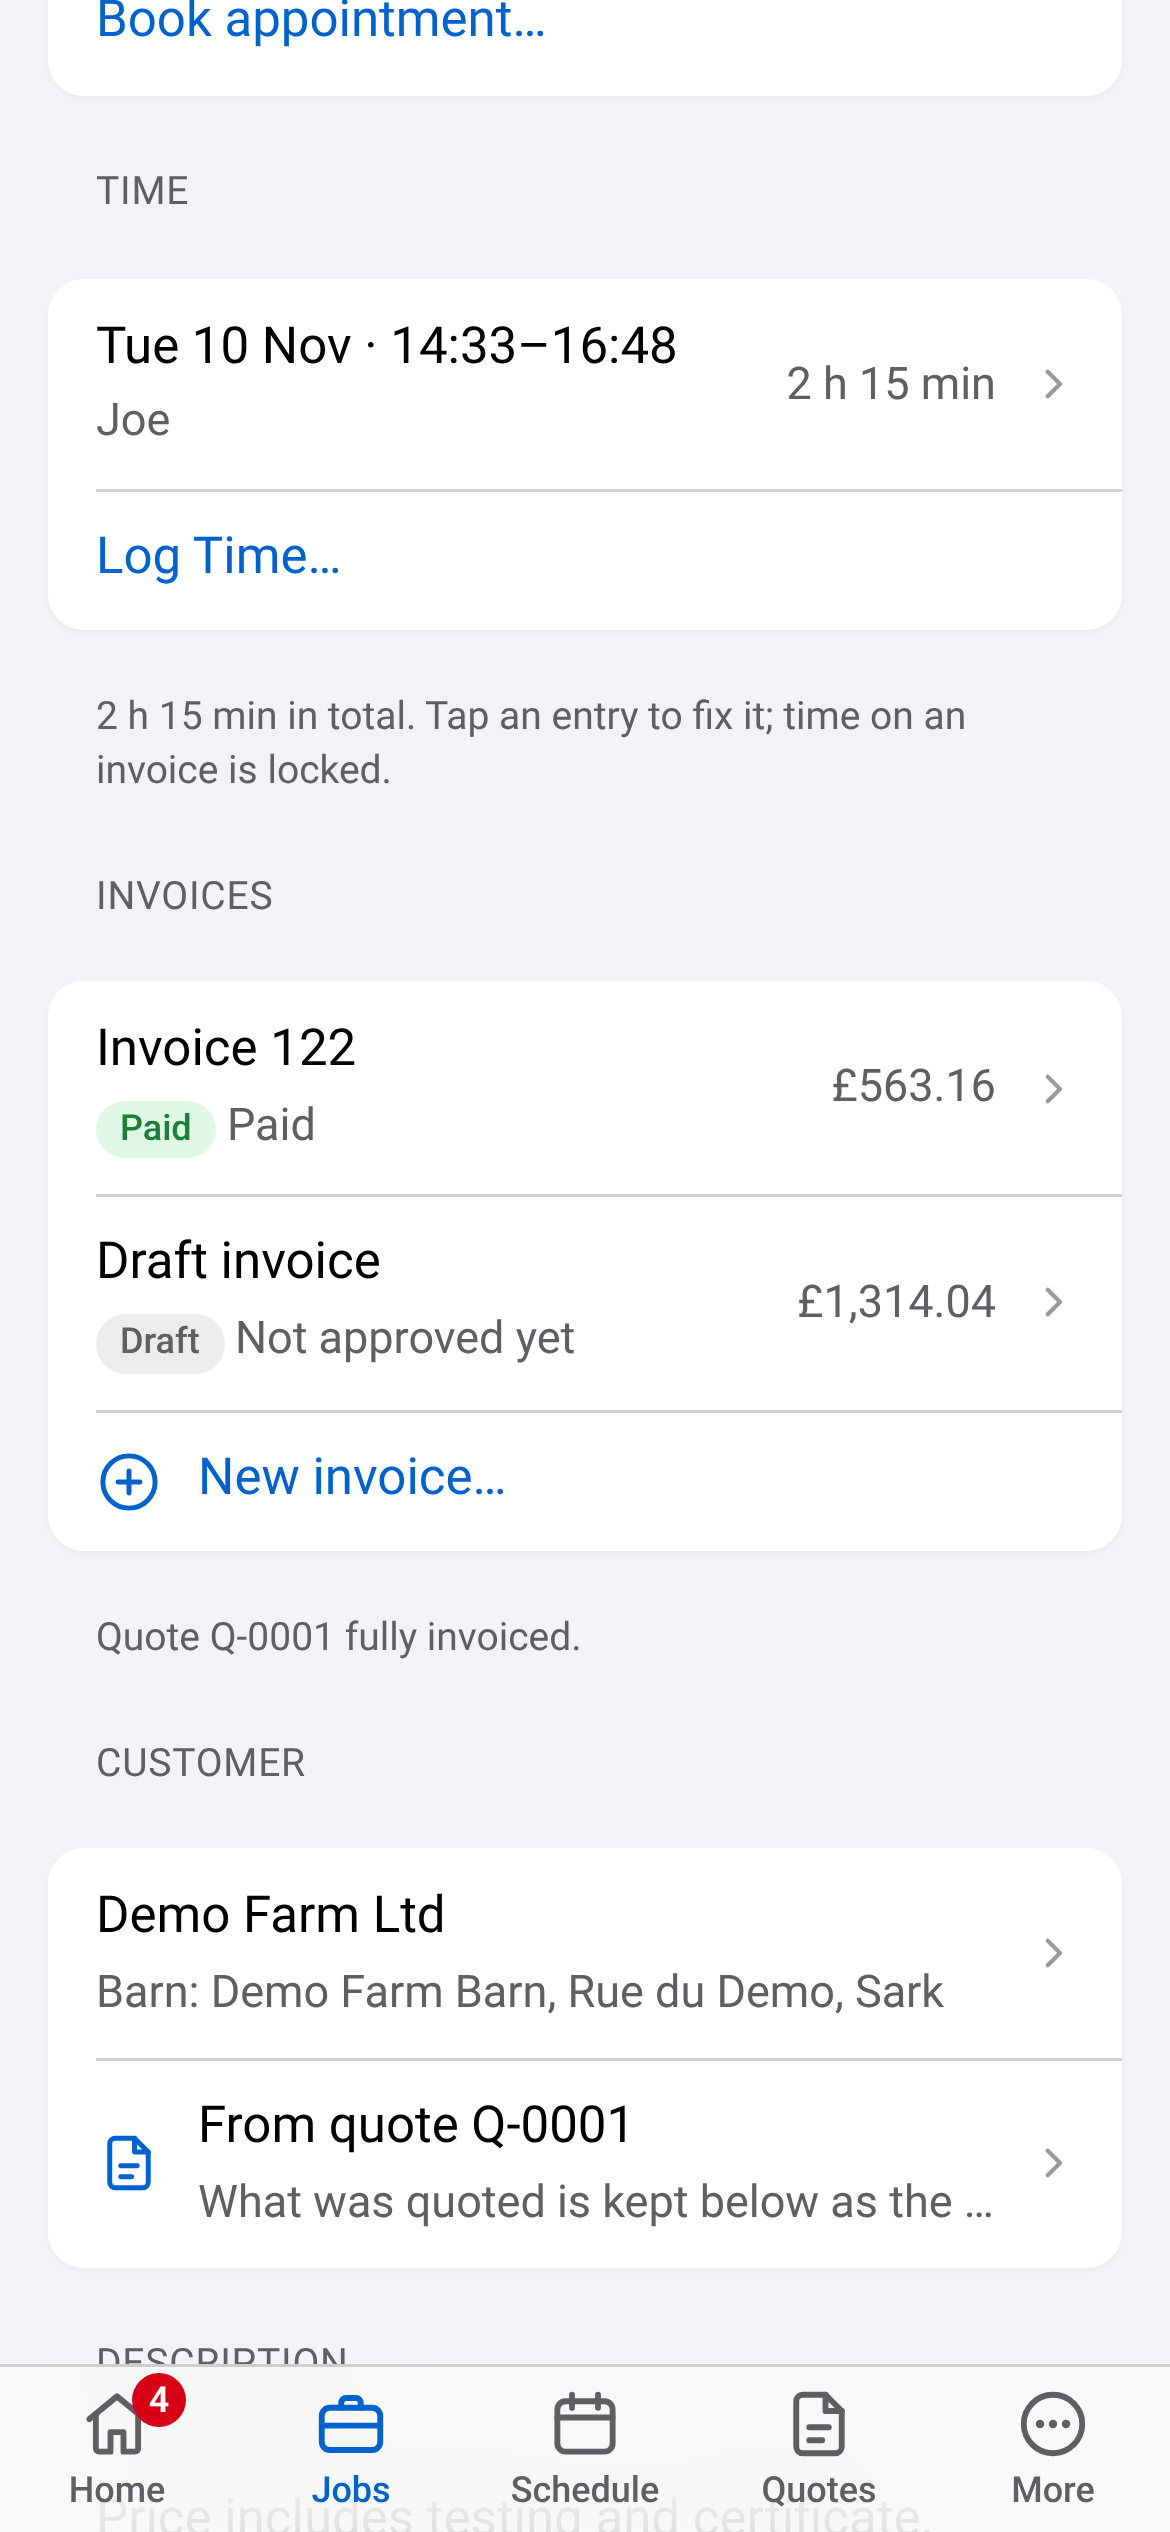 Book appointment…
TIME
Tue 10 Nov · 14:33–16:48
Joe
2 h 15 min
Log Time…
2 h 15 min in total. Tap an entry to fix it; time on an
invoice is locked.
INVOICES
Invoice 122
Paid Paid
£563.16
Draft invoice
Draft Not approved yet
£1,314.04
New invoice…
Quote Q-0001 fully invoiced.
CUSTOMER
Demo Farm Ltd
Barn: Demo Farm Barn, Rue du Demo, Sark
From quote Q-0001
What was quoted is kept below as the …
DESCRIPTION
4
Home
Jobs
Schedule
Quotes
More
Price includes testing and certificate.